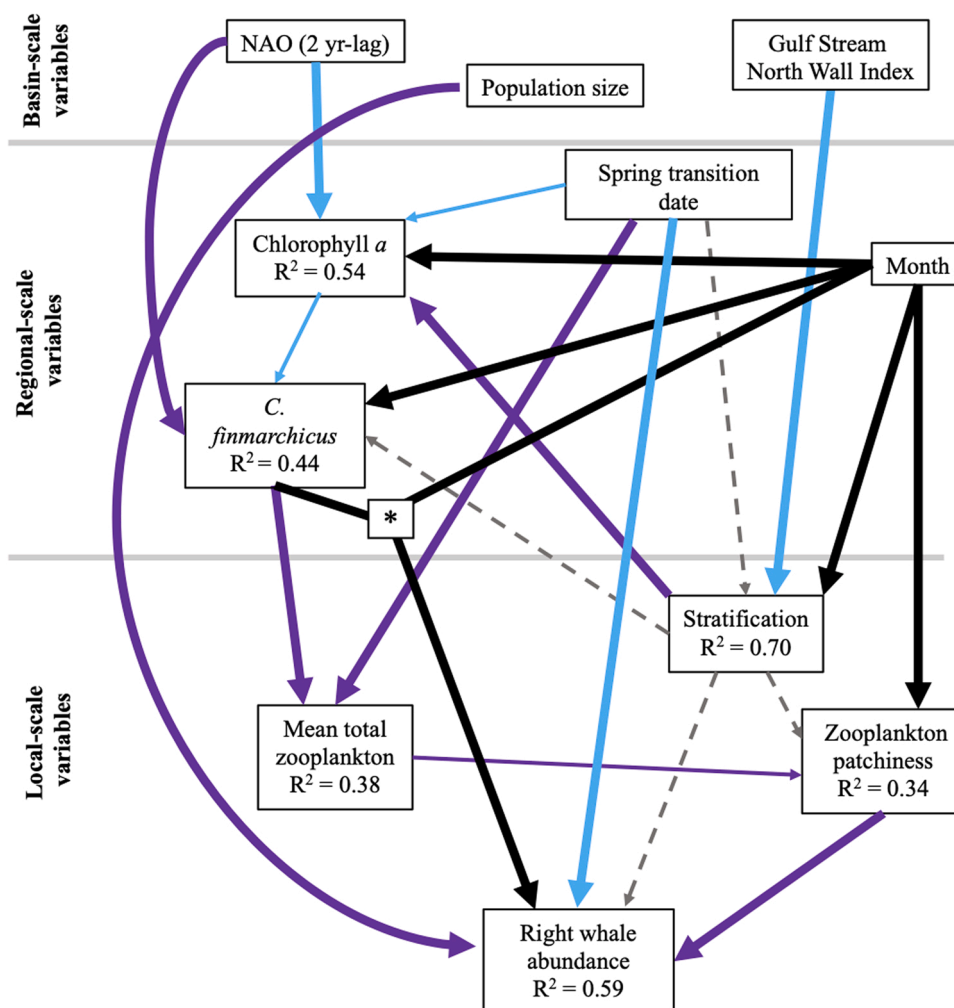 Basin-scale
variables
NAO (2 yr-lag)
Population size
Gulf Stream
North Wall Index
Regional-scale
variables
Spring transition
date
Chlorophyll a
R² = 0.54
Month
C.
finmarchicus
R² = 0.44
*
Local-scale
variables
Stratification
R² = 0.70
Mean total
zooplankton
R² = 0.38
Zooplankton
patchiness
R² = 0.34
Right whale
abundance
R² = 0.59